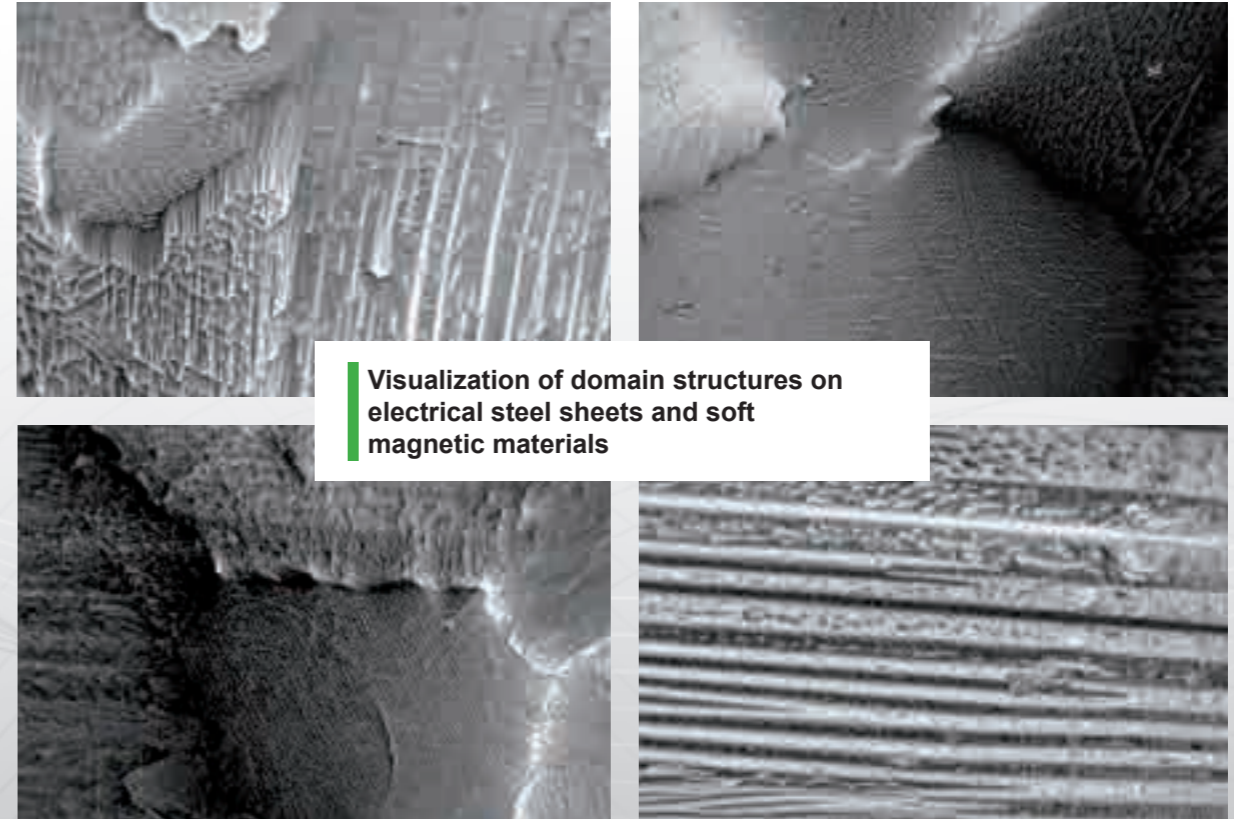 Visualization of domain structures on
electrical steel sheets and soft
magnetic materials